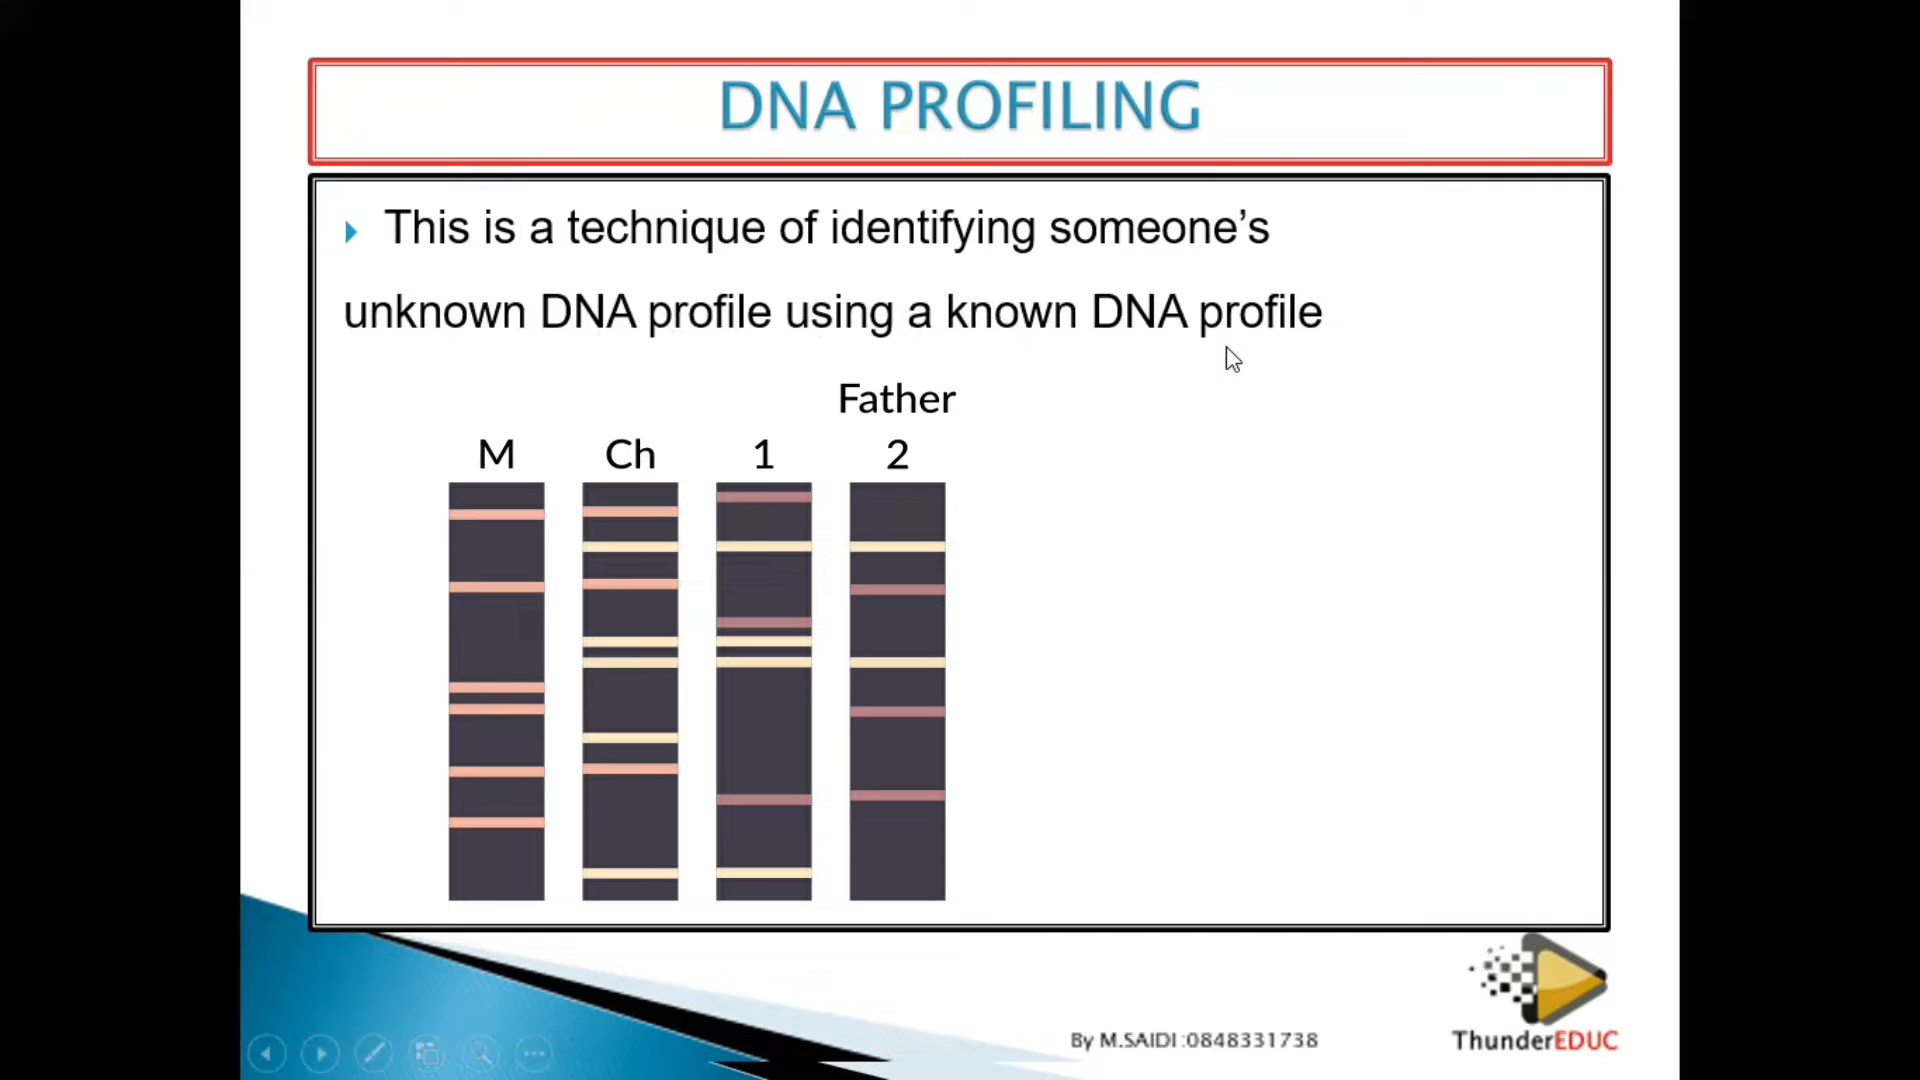 DNA PROFILING
This is a technique of identifying someone’s
unknown DNA profile using a known DNA profile
Father
M Ch 1 2
By M.SAIDI :0848331738
ThunderEDUC